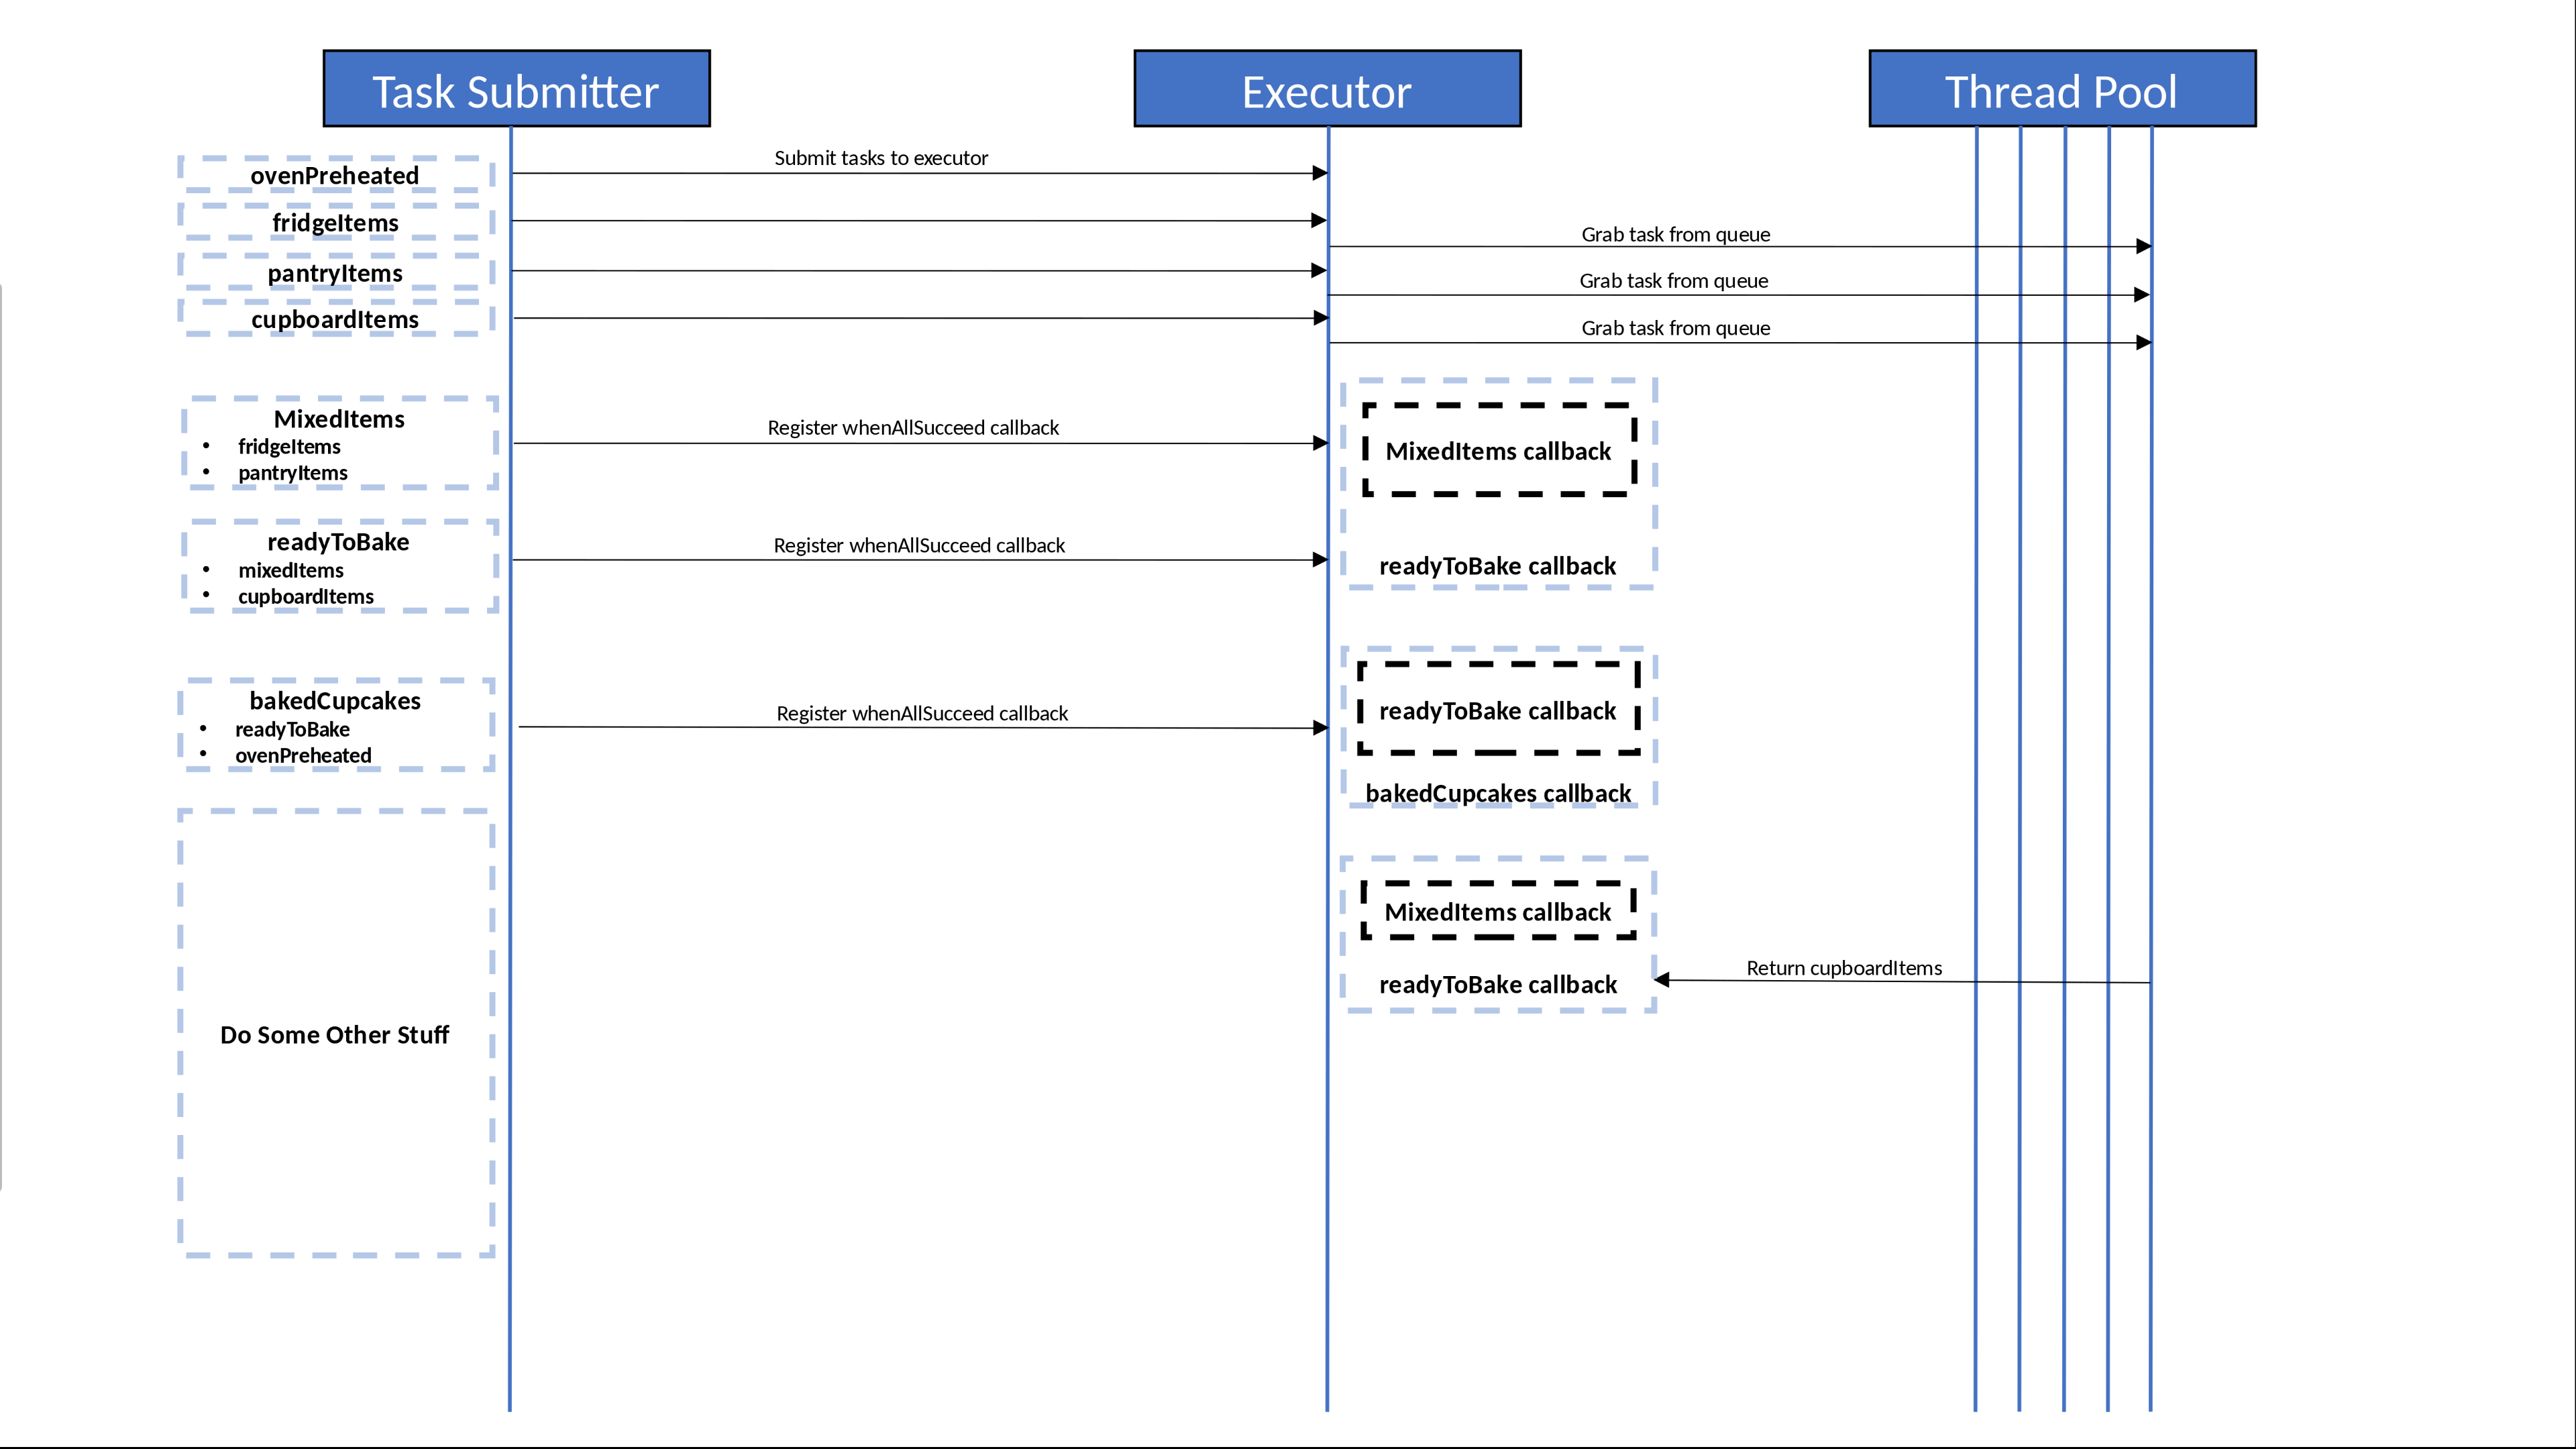 Task Submitter
Executor
Thread Pool
Submit tasks to executor
ovenPreheated
fridgeItems
Grab task from queue
pantryItems
Grab task from queue
cupboardItems
Grab task from queue
MixedItems
• fridgeItems
• pantryItems
Register whenAllSucceed callback
MixedItems callback
readyToBake
• mixedItems
• cupboardItems
Register whenAllSucceed callback
readyToBake callback
bakedCupcakes
• readyToBake
• ovenPreheated
Register whenAllSucceed callback
readyToBake callback
bakedCupcakes callback
MixedItems callback
Return cupboardItems
readyToBake callback
Do Some Other Stuff